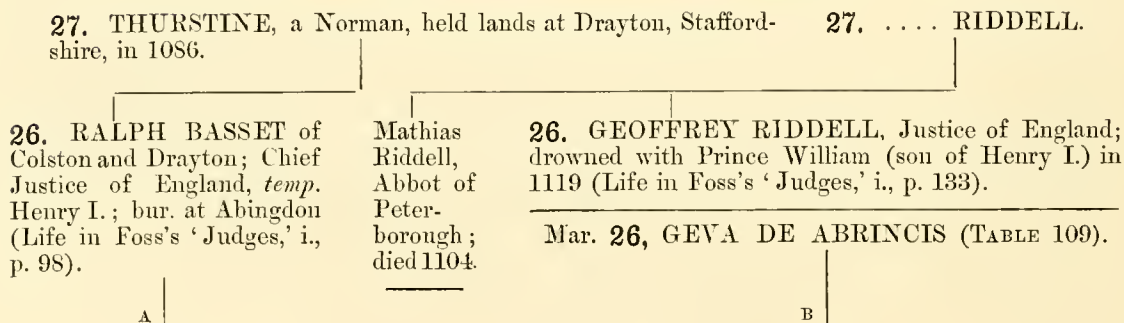 27. THURSTINE, a Norman, held lands at Drayton, Stafford-
shire, in 1086.
27. .... RIDDELL.
26. RALPH BASSET of
Colston and Drayton; Chief
Justice of England, temp.
Henry I.; bur. at Abingdon
(Life in Foss's 'Judges,' i.,
p. 98).
Mathias
Riddell,
Abbot of
Peter-
borough;
died 1104.
26. GEOFFREY RIDDELL, Justice of England;
drowned with Prince William (son of Henry I.) in
1119 (Life in Foss's 'Judges,' i., p. 133).
Mar. 26, GEVA DE ABRINCIS (TABLE 109).
A
B